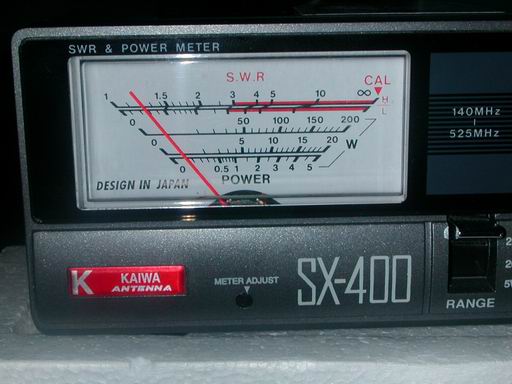 SWR & POWER METER
S.W.R
CAL
1 1.5 2 3 4 5 10 ∞
H
L
0 50 100 150 200
0 5 10 15 20
W
0 0.5 1 2 3 4 5
DESIGN IN JAPAN
POWER
140MHz
525MHz
K KAIWA
ANTENNA
METER ADJUST
SX-400
RANGE